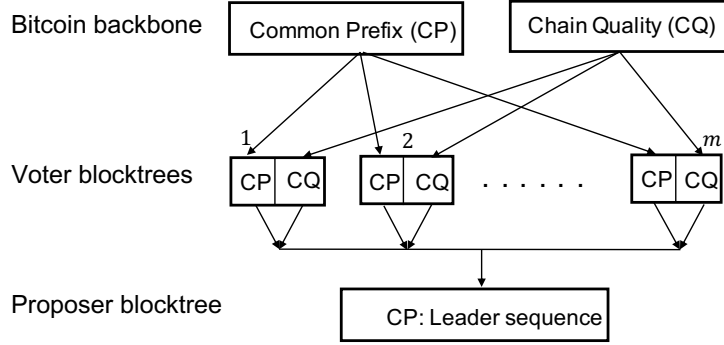 Bitcoin backbone
Common Prefix (CP)
Chain Quality (CQ)
1
2
m
Voter blocktrees
CP CQ
CP CQ
. . . . . .
CP CQ
Proposer blocktree
CP: Leader sequence